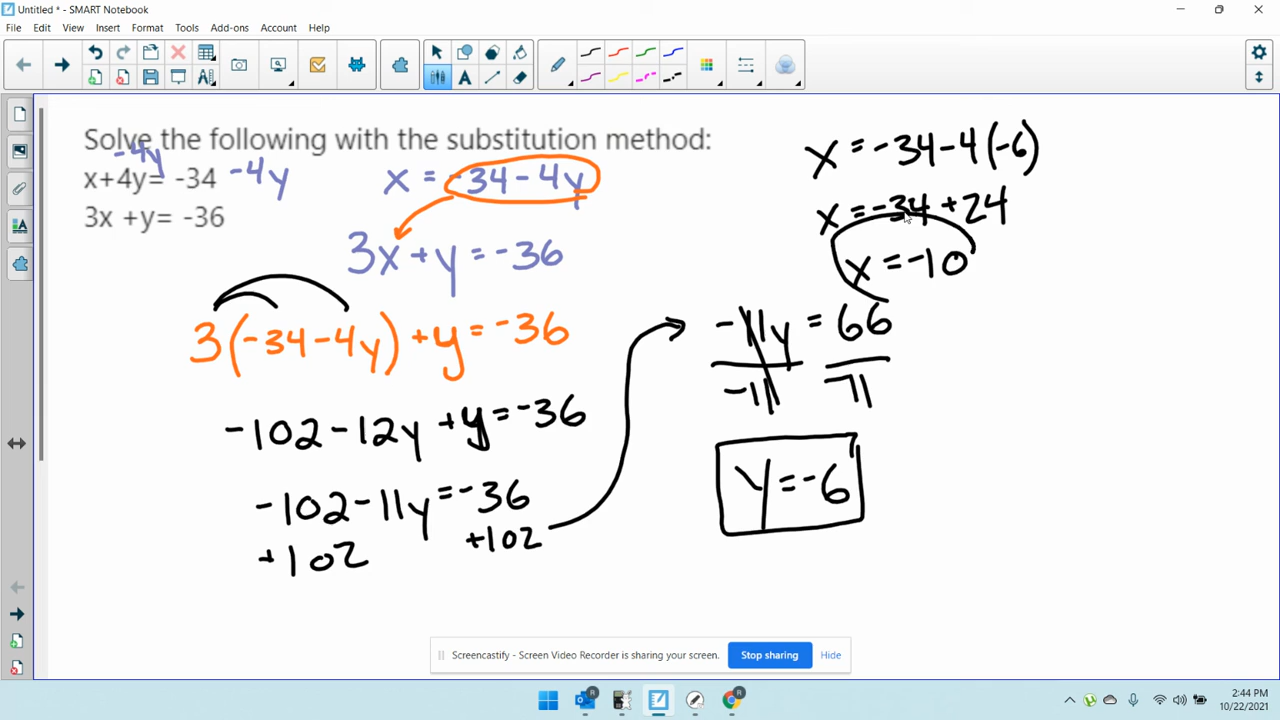 Untitled * - SMART Notebook
File Edit View Insert Format Tools Add-ons Account Help
Solve the following with the substitution method:
-4y
x+4y= -34 -4y
3x +y= -36
x = -34-4y
3x+y=-36
3(-34-4y)+y=-36
-102-12y+y=-36
-102-11y=-36
+102 +102
x=-34-4(-6)
x=-34+24
x=-10
-11y=66
-11 -11
y=-6
Screencastify - Screen Video Recorder is sharing your screen. Stop sharing Hide
2:44 PM
10/22/2021